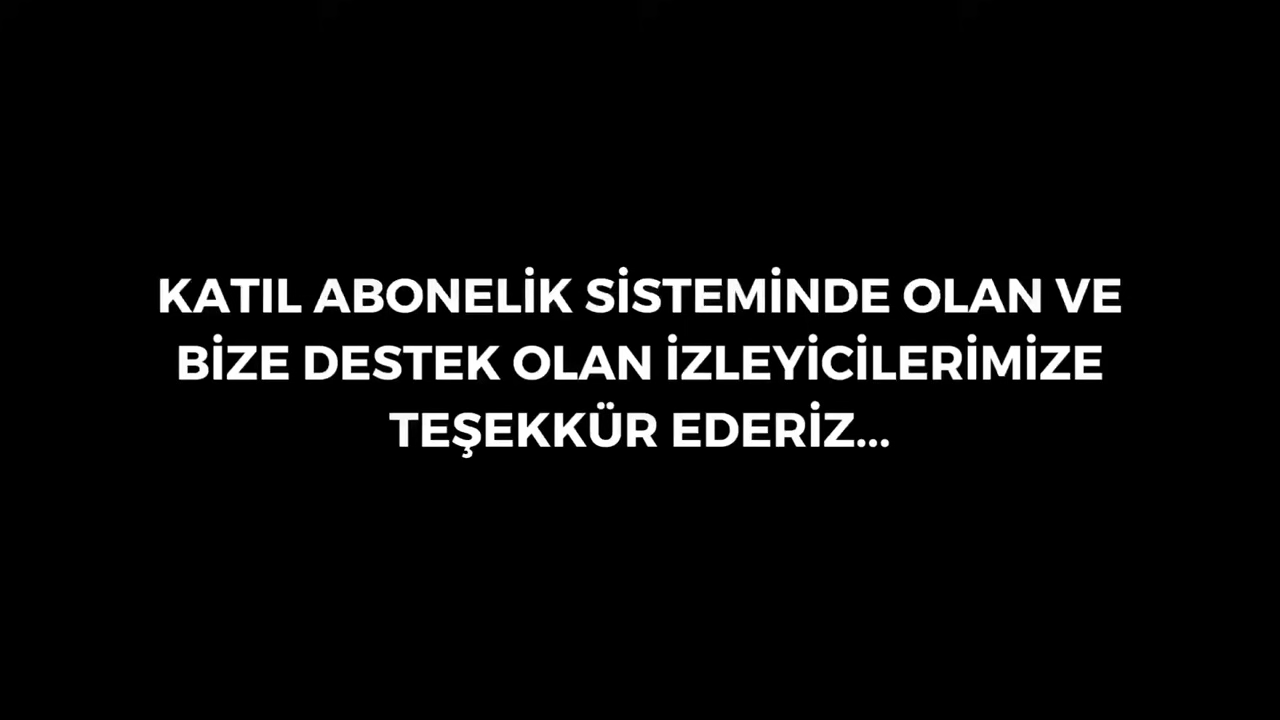 KATIL ABONELİK SİSTEMİNDE OLAN VE
BİZE DESTEK OLAN İZLEYİCİLERİMİZE
TEŞEKKÜR EDERİZ...